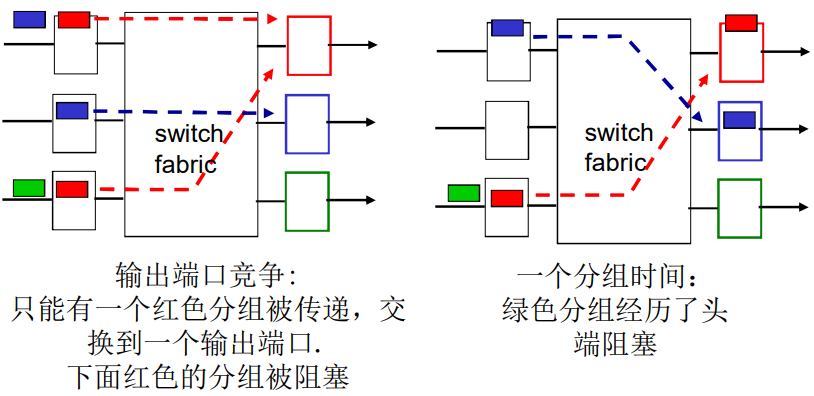 switch
fabric
输出端口竞争:
只能有一个红色分组被传递，交
换到一个输出端口.
下面红色的分组被阻塞
switch
fabric
一个分组时间：
绿色分组经历了头
端阻塞